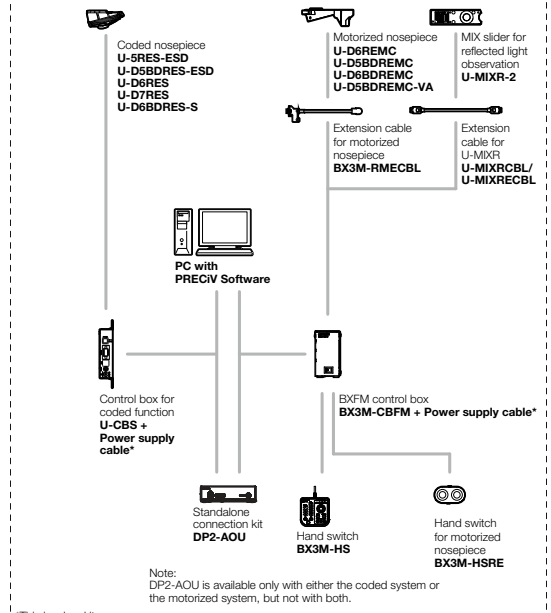 Coded nosepiece
U-5RES-ESD
U-D5BDRES-ESD
U-D6RES
U-D7RES
U-D6BDRES-S
Motorized nosepiece
U-D6REMC
U-D5BDREMC
U-D6BDREMC
U-D5BDREMC-VA
MIX slider for
reflected light
observation
U-MIXR-2
Extension cable
for motorized
nosepiece
BX3M-RMECBL
Extension
cable for
U-MIXR
U-MIXRCBL/
U-MIXRECBL
PC with
PRECiV Software
Control box for
coded function
U-CBS +
Power supply
cable*
BXFM control box
BX3M-CBFM + Power supply cable*
Standalone
connection kit
DP2-AOU
Hand switch
BX3M-HS
Hand switch
for motorized
nosepiece
BX3M-HSRE
Note:
DP2-AOU is available only with either the coded system or
the motorized system, but not with both.